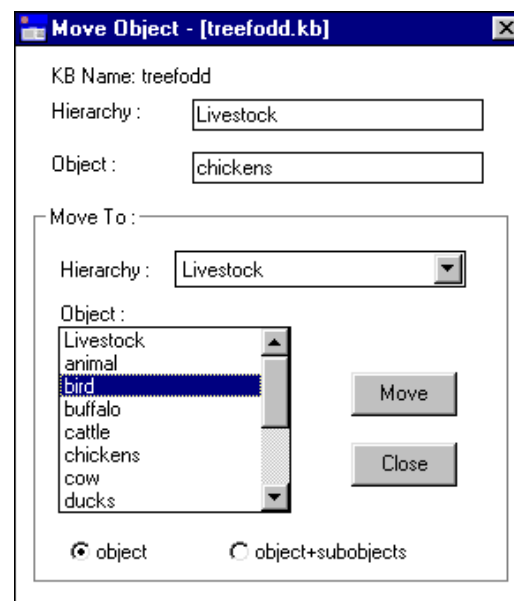 Move Object - [treefodd.kb]
KB Name: treefodd
Hierarchy : Livestock
Object : chickens
Move To :
Hierarchy : Livestock
Object :
Livestock
animal
bird
buffalo
cattle
chickens
cow
ducks
Move
Close
object object+subobjects